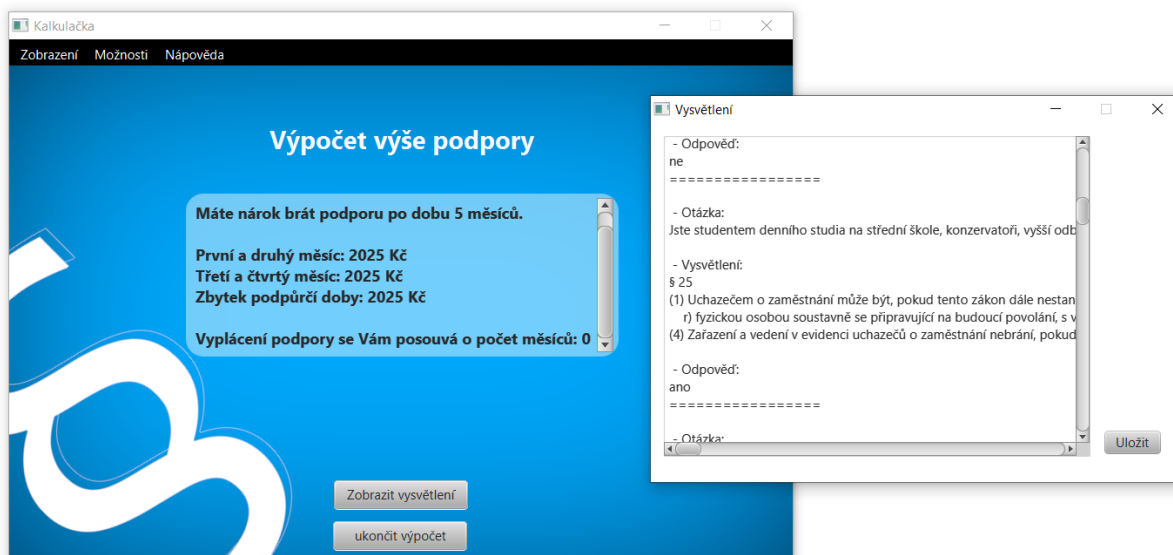 Kalkulačka
Zobrazení Možnosti Nápověda
Výpočet výše podpory
Máte nárok brát podporu po dobu 5 měsíců.
První a druhý měsíc: 2025 Kč
Třetí a čtvrtý měsíc: 2025 Kč
Zbytek podpůrčí doby: 2025 Kč
Vyplácení podpory se Vám posouvá o počet měsíců: 0
Zobrazit vysvětlení
ukončit výpočet
Vysvětlení
- Odpověď:
ne
=================
- Otázka:
Jste studentem denního studia na střední škole, konzervatoři, vyšší odb
- Vysvětlení:
§ 25
(1) Uchazečem o zaměstnání může být, pokud tento zákon dále nestan
r) fyzickou osobou soustavně se připravující na budoucí povolání, s v
(4) Zařazení a vedení v evidenci uchazečů o zaměstnání nebrání, pokud
- Odpověď:
ano
=================
- Otázka:
Uložit